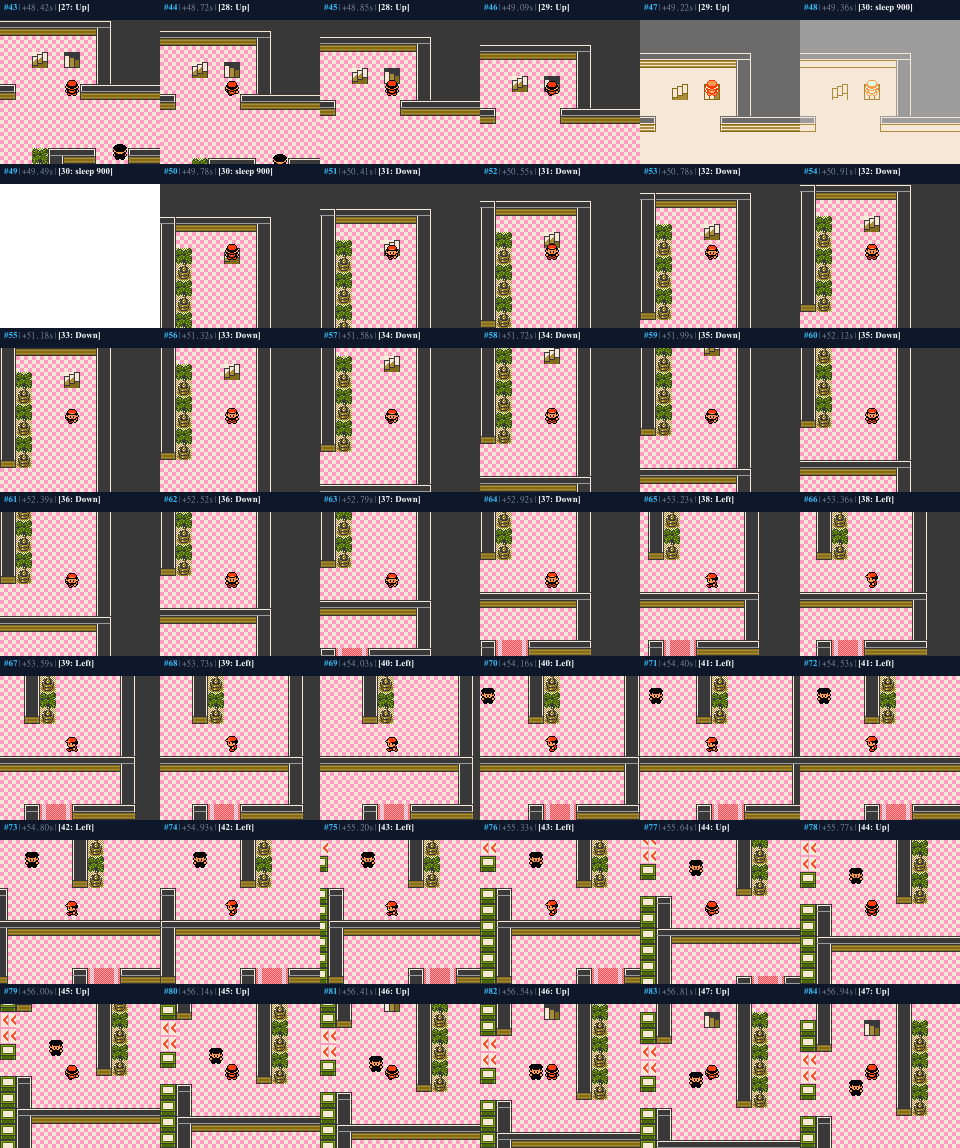 #43|+48.42s|[27: Up] #44|+48.72s|[28: Up] #45|+48.85s|[28: Up] #46|+49.09s|[29: Up] #47|+49.22s|[29: Up] #48|+49.36s|[30: sleep 900]
#49|+49.49s|[30: sleep 900] #50|+49.78s|[30: sleep 900] #51|+50.41s|[31: Down] #52|+50.55s|[31: Down] #53|+50.78s|[32: Down] #54|+50.91s|[32: Down]
#55|+51.18s|[33: Down] #56|+51.32s|[33: Down] #57|+51.58s|[34: Down] #58|+51.72s|[34: Down] #59|+51.99s|[35: Down] #60|+52.12s|[35: Down]
#61|+52.39s|[36: Down] #62|+52.52s|[36: Down] #63|+52.79s|[37: Down] #64|+52.92s|[37: Down] #65|+53.23s|[38: Left] #66|+53.36s|[38: Left]
#67|+53.59s|[39: Left] #68|+53.73s|[39: Left] #69|+54.03s|[40: Left] #70|+54.16s|[40: Left] #71|+54.40s|[41: Left] #72|+54.53s|[41: Left]
#73|+54.80s|[42: Left] #74|+54.93s|[42: Left] #75|+55.20s|[43: Left] #76|+55.33s|[43: Left] #77|+55.64s|[44: Up] #78|+55.77s|[44: Up]
#79|+56.00s|[45: Up] #80|+56.14s|[45: Up] #81|+56.41s|[46: Up] #82|+56.54s|[46: Up] #83|+56.81s|[47: Up] #84|+56.94s|[47: Up]